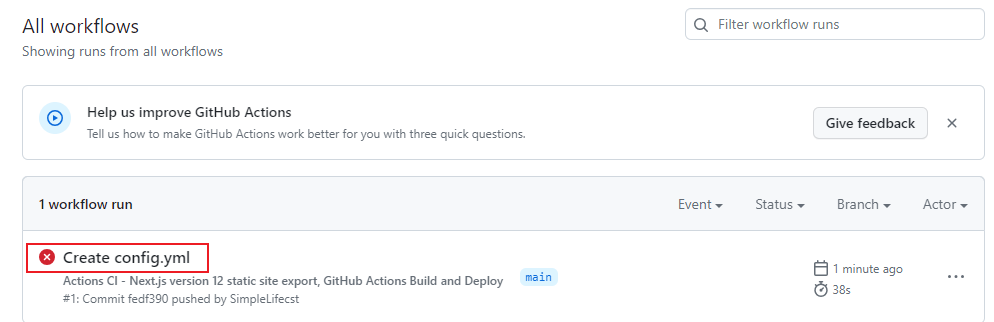 All workflows
Filter workflow runs
Showing runs from all workflows
Help us improve GitHub Actions
Tell us how to make GitHub Actions work better for you with three quick questions.
Give feedback
1 workflow run
Event
Status
Branch
Actor
Create config.yml
Actions CI - Next.js version 12 static site export, GitHub Actions Build and Deploy
main
#1: Commit fedf390 pushed by SimpleLifecst
1 minute ago
38s